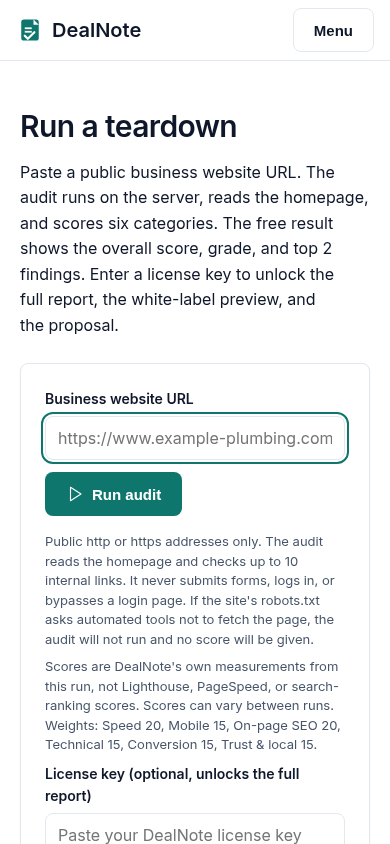 DealNote
Menu
Run a teardown
Paste a public business website URL. The
audit runs on the server, reads the homepage,
and scores six categories. The free result
shows the overall score, grade, and top 2
findings. Enter a license key to unlock the
full report, the white-label preview, and
the proposal.
Business website URL
https://www.example-plumbing.com
Run audit
Public http or https addresses only. The audit
reads the homepage and checks up to 10
internal links. It never submits forms, logs in, or
bypasses a login page. If the site's robots.txt
asks automated tools not to fetch the page, the
audit will not run and no score will be given.
Scores are DealNote's own measurements from
this run, not Lighthouse, PageSpeed, or search-
ranking scores. Scores can vary between runs.
Weights: Speed 20, Mobile 15, On-page SEO 20,
Technical 15, Conversion 15, Trust & local 15.
License key (optional, unlocks the full
report)
Paste your DealNote license key